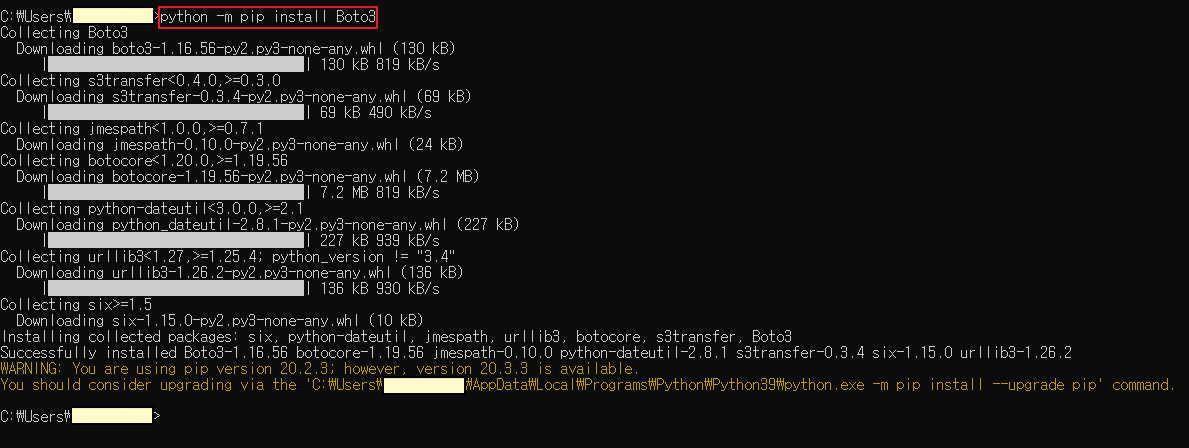 C:₩Users₩ >python -m pip install Boto3
Collecting Boto3
Downloading boto3-1.16.56-py2.py3-none-any.whl (130 kB)
| | 130 kB 819 kB/s
Collecting s3transfer<0.4.0,>=0.3.0
Downloading s3transfer-0.3.4-py2.py3-none-any.whl (69 kB)
| | 69 kB 490 kB/s
Collecting jmespath<1.0.0,>=0.7.1
Downloading jmespath-0.10.0-py2.py3-none-any.whl (24 kB)
Collecting botocore<1.20.0,>=1.19.56
Downloading botocore-1.19.56-py2.py3-none-any.whl (7.2 MB)
| | 7.2 MB 819 kB/s
Collecting python-dateutil<3.0.0,>=2.1
Downloading python_dateutil-2.8.1-py2.py3-none-any.whl (227 kB)
| | 227 kB 939 kB/s
Collecting urllib3<1.27,>=1.25.4; python_version != "3.4"
Downloading urllib3-1.26.2-py2.py3-none-any.whl (136 kB)
| | 136 kB 930 kB/s
Collecting six>=1.5
Downloading six-1.15.0-py2.py3-none-any.whl (10 kB)
Installing collected packages: six, python-dateutil, jmespath, urllib3, botocore, s3transfer, Boto3
Successfully installed Boto3-1.16.56 botocore-1.19.56 jmespath-0.10.0 python-dateutil-2.8.1 s3transfer-0.3.4 six-1.15.0 urllib3-1.26.2
WARNING: You are using pip version 20.2.3; however, version 20.3.3 is available.
You should consider upgrading via the 'C:₩Users₩ ₩AppData₩Local₩Programs₩Python₩Python39₩python.exe -m pip install --upgrade pip' command.
C:₩Users₩ >